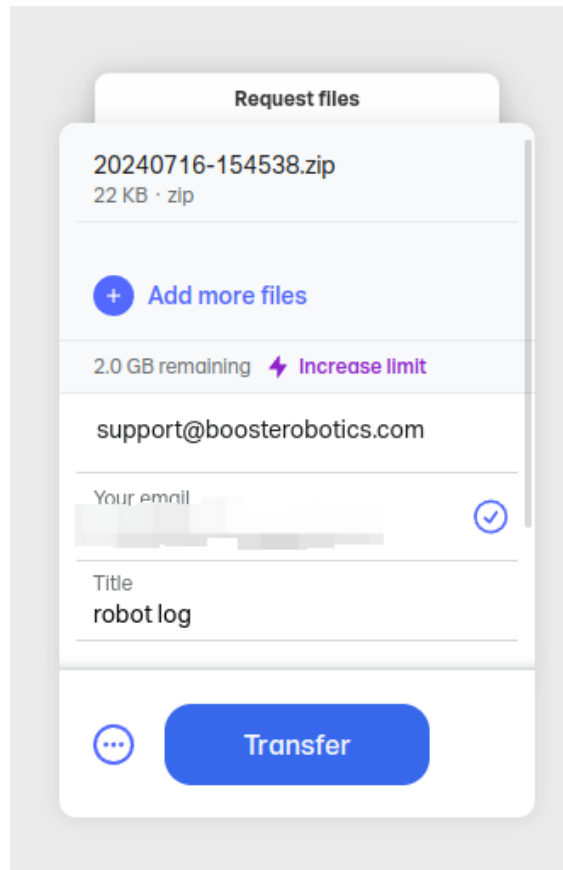 Request files
20240716-154538.zip
22 KB · zip
+ Add more files
2.0 GB remaining Increase limit
support@boosterobotics.com
Your email
Title
robot log
Transfer